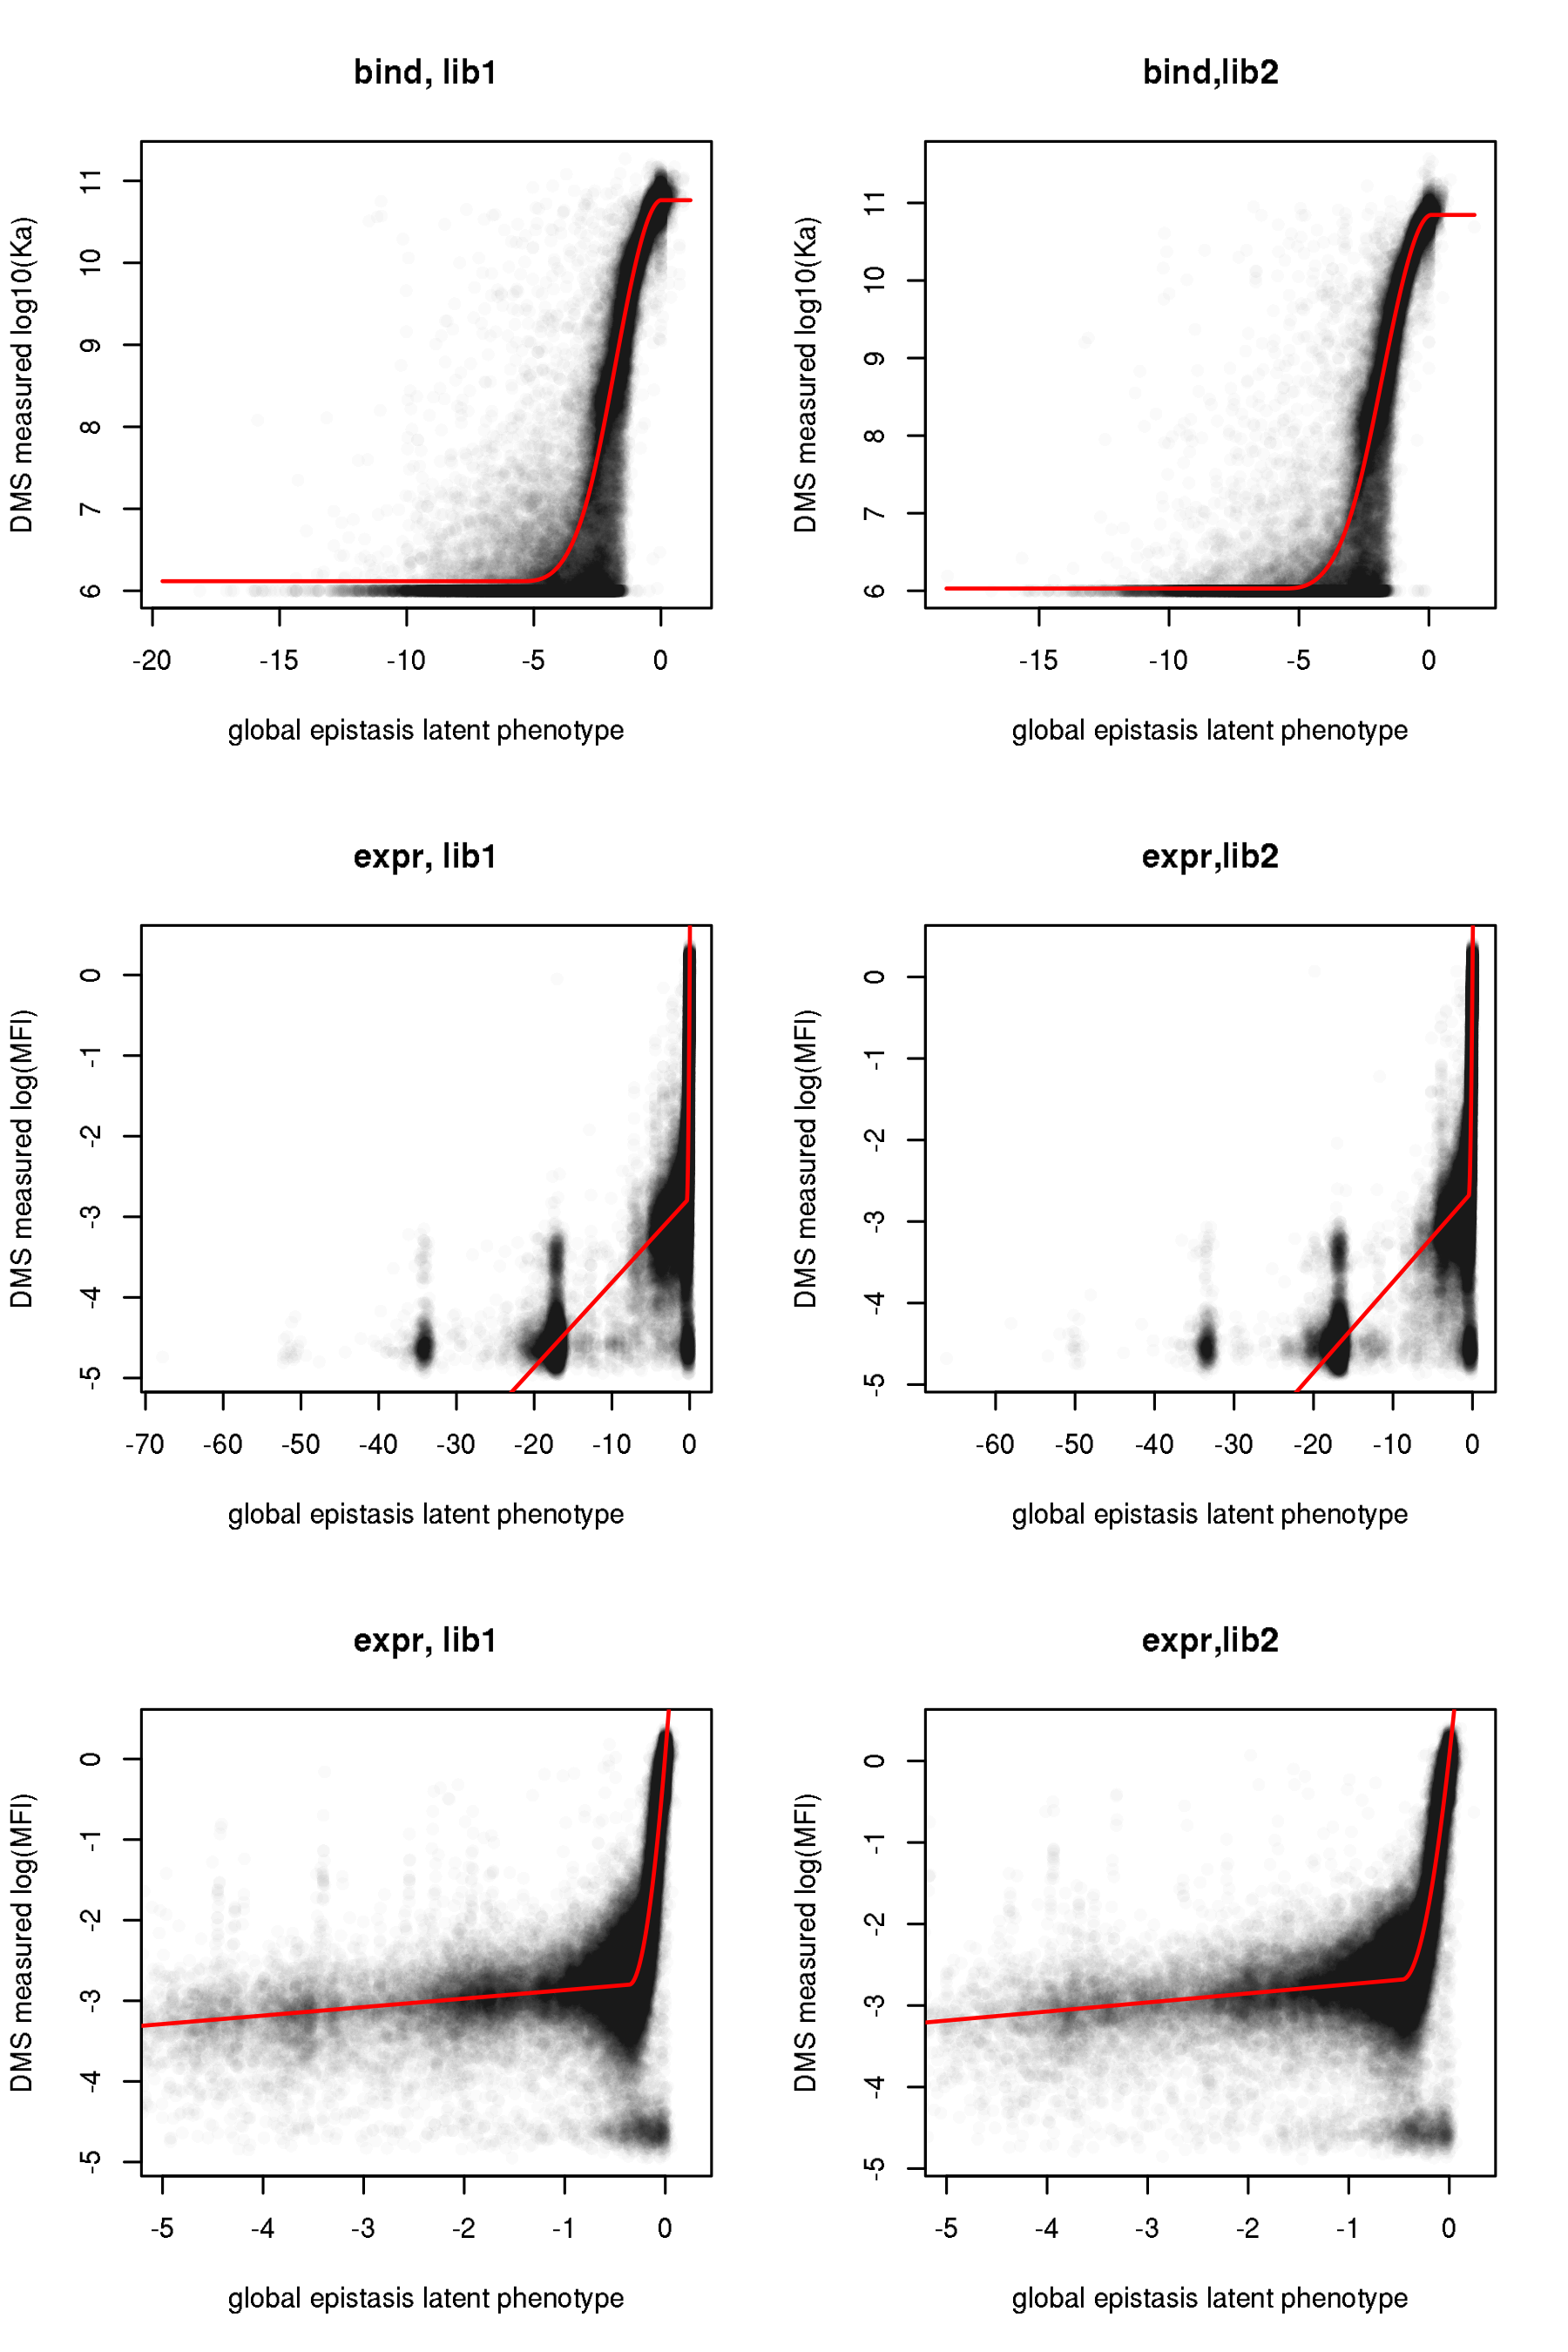 bind, lib1
DMS measured log10(Ka)
11
10
9
8
7
6
-20 -15 -10 -5 0
global epistasis latent phenotype
bind,lib2
DMS measured log10(Ka)
11
10
9
8
7
6
-15 -10 -5 0
global epistasis latent phenotype
expr, lib1
DMS measured log(MFI)
0
-1
-2
-3
-4
-5
-70 -60 -50 -40 -30 -20 -10 0
global epistasis latent phenotype
expr,lib2
DMS measured log(MFI)
0
-1
-2
-3
-4
-5
-60 -50 -40 -30 -20 -10 0
global epistasis latent phenotype
expr, lib1
DMS measured log(MFI)
0
-1
-2
-3
-4
-5
-5 -4 -3 -2 -1 0
global epistasis latent phenotype
expr,lib2
DMS measured log(MFI)
0
-1
-2
-3
-4
-5
-5 -4 -3 -2 -1 0
global epistasis latent phenotype